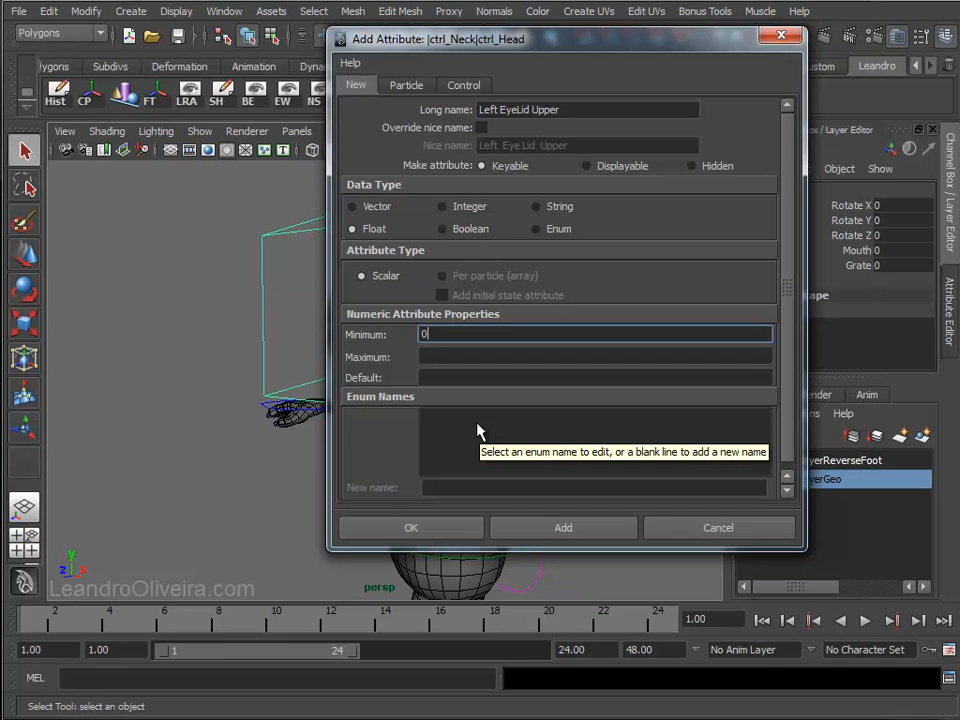 File Edit Modify Create Display Window Assets Select Mesh Edit Mesh Proxy Normals Color Create UVs Edit UVs Bonus Tools Muscle Help
Polygons
Add Attribute: |ctrl_Neck|ctrl_Head
olygons Subdivs Deformation Animation Dynar
ustom Leandro
Hist CP FT LRA SH BE EW NS
View Shading Lighting Show Renderer Panels
Help
New Particle Control
Long name: Left EyeLid Upper
Override nice name:
Nice name: Left Eye Lid Upper
Make attribute: Keyable Displayable Hidden
Data Type
Vector Integer String
Float Boolean Enum
Attribute Type
Scalar Per particle (array)
Add initial state attribute
Numeric Attribute Properties
Minimum: 0
Maximum:
Default:
Enum Names
Select an enum name to edit, or a blank line to add a new name
New name:
OK Add Cancel
box / Layer Editor
Object Show
Rotate X 0
Rotate Y 0
Rotate Z 0
Mouth 0
Grate 0
ape
Channel Box / Layer Editor
Attribute Editor
ender Anim
ns Help
yerReverseFoot
yerGeo
y
z x
persp
LeandroOliveira.com
2 4 6 8 10 12 14 16 18 20 22 24
1.00
1.00 1.00 1 24 24.00 48.00 No Anim Layer No Character Set
MEL
Select Tool: select an object